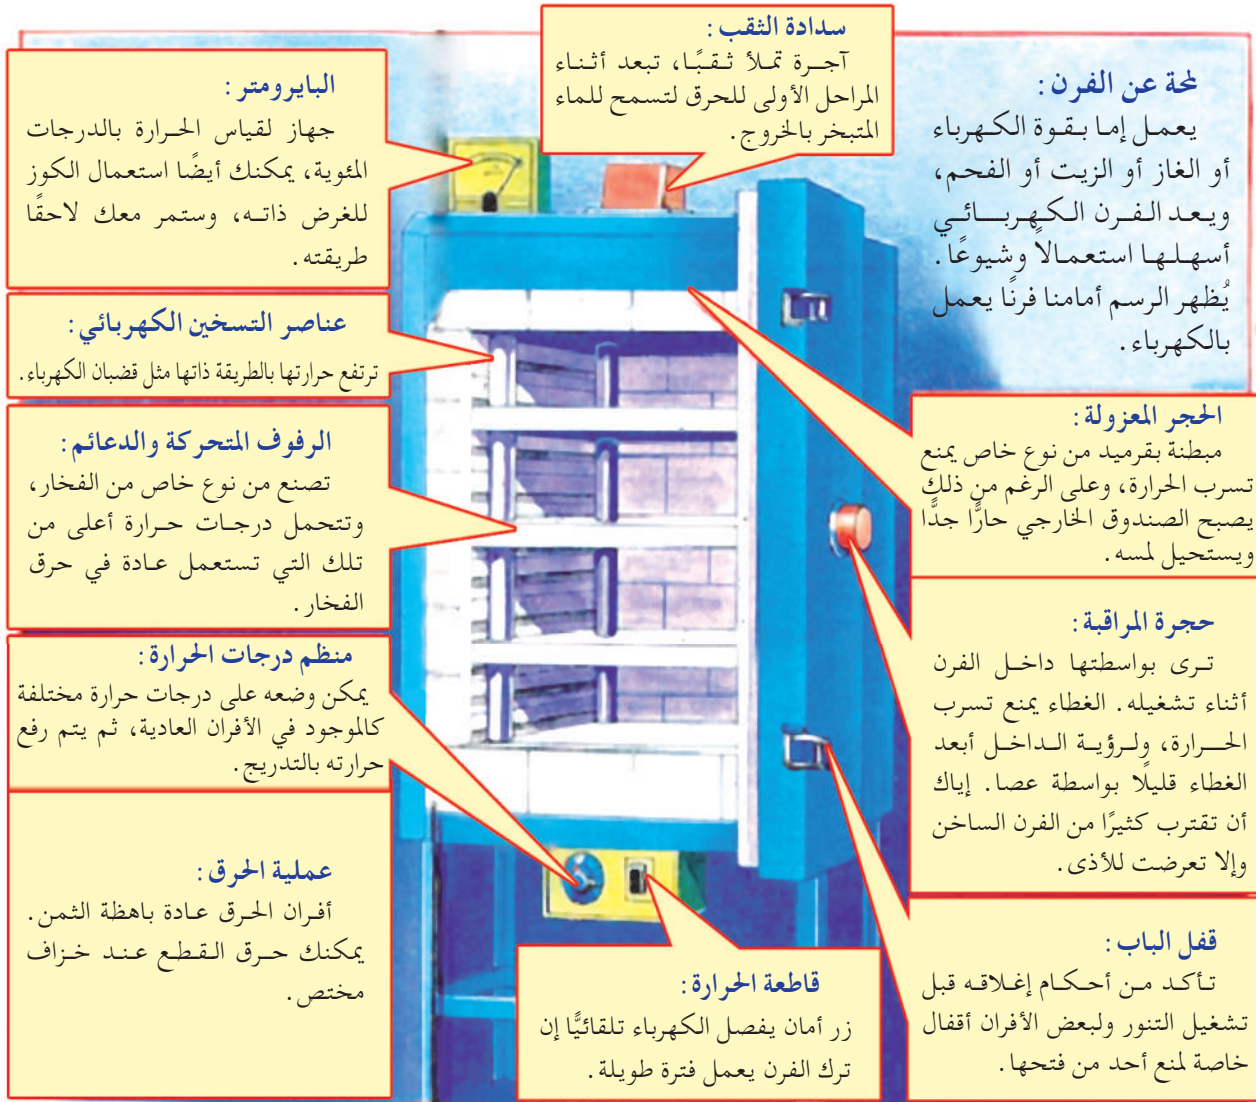 لمحة عن الفرن:
يعمل إما بقوة الكهرباء
أو الغاز أو الزيت أو الفحم،
ويعد الفرن الكهربائي
أسهلها استعمالاً وشيوعًا.
يُظهر الرسم أمامنا فرنًا يعمل
بالكهرباء.
سدادة الثقب:
آجرة تملأ ثقبًا، تبعد أثناء
المراحل الأولى للحرق لتسمح للماء
المتبخر بالخروج.
البايرومتر:
جهاز لقياس الحرارة بالدرجات
المئوية، يمكنك أيضًا استعمال الكوز
للغرض ذاته، وستمر معك لاحقًا
طريقته.
عناصر التسخين الكهربائي:
ترتفع حرارتها بالطريقة ذاتها مثل قضبان الكهرباء.
الحجر المعزولة:
مبطنة بقرميد من نوع خاص يمنع
تسرب الحرارة، وعلى الرغم من ذلك
يصبح الصندوق الخارجي حارًّا جدًّا
ويستحيل لمسه.
الرفوف المتحركة والدعائم:
تصنع من نوع خاص من الفخار،
وتتحمل درجات حرارة أعلى من
تلك التي تستعمل عادة في حرق
الفخار.
حجرة المراقبة:
ترى بواسطتها داخل الفرن
أثناء تشغيله. الغطاء يمنع تسرب
الحرارة، ولرؤية الداخل أبعد
الغطاء قليلًا بواسطة عصا. إياك
أن تقترب كثيرًا من الفرن الساخن
وإلا تعرضت للأذى.
منظم درجات الحرارة:
يمكن وضعه على درجات حرارة مختلفة
كالموجود في الأفران العادية، ثم يتم رفع
حرارته بالتدريج.
قفل الباب:
تأكد من أحكام إغلاقه قبل
تشغيل التنور ولبعض الأفران أقفال
خاصة لمنع أحد من فتحها.
قاطعة الحرارة:
زر أمان يفصل الكهرباء تلقائيًّا إن
ترك الفرن يعمل فترة طويلة.
عملية الحرق:
أفران الحرق عادة باهظة الثمن.
يمكنك حرق القطع عند خزاف
مختص.